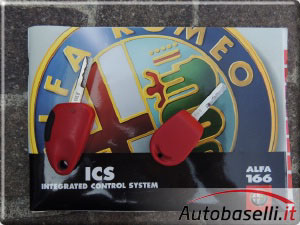 ALFA ROMEO
ICS
INTEGRATED CONTROL SYSTEM
ALFA
166
Autobaselli.it